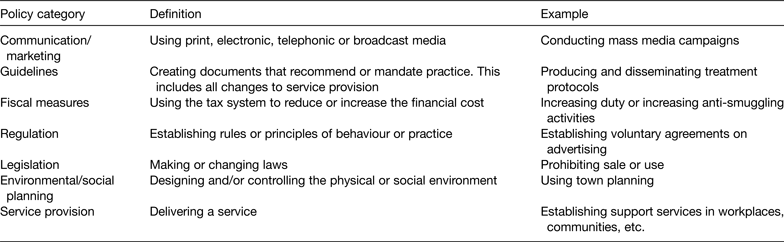 Policy category Definition Example
Communication/ Using print, electronic, telephonic or broadcast media Conducting mass media campaigns
marketing
Guidelines Creating documents that recommend or mandate practice. This Producing and disseminating treatment
includes all changes to service provision protocols
Fiscal measures Using the tax system to reduce or increase the financial cost Increasing duty or increasing anti-smuggling
activities
Regulation Establishing rules or principles of behaviour or practice Establishing voluntary agreements on
advertising
Legislation Making or changing laws Prohibiting sale or use
Environmental/social Designing and/or controlling the physical or social environment Using town planning
planning
Service provision Delivering a service Establishing support services in workplaces,
communities, etc.